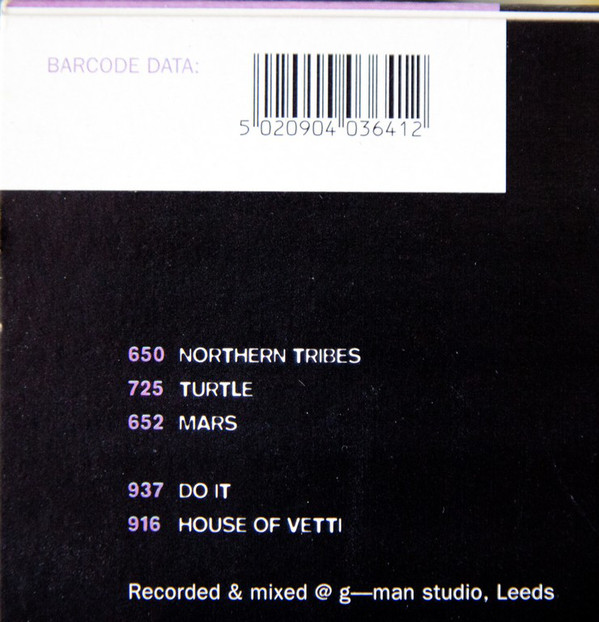 BARCODE DATA:
5 020904 036412
650 NORTHERN TRIBES
725 TURTLE
652 MARS
937 DO IT
916 HOUSE OF VETTI
Recorded & mixed @ g—man studio, Leeds